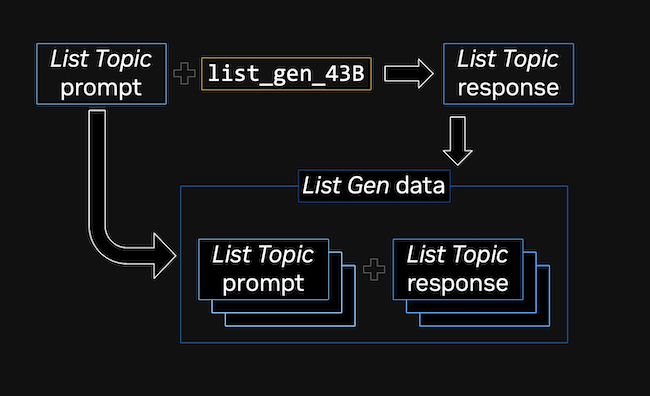 List Topic
prompt
list_gen_43B
List Topic
response
List Gen data
List Topic
prompt
List Topic
response